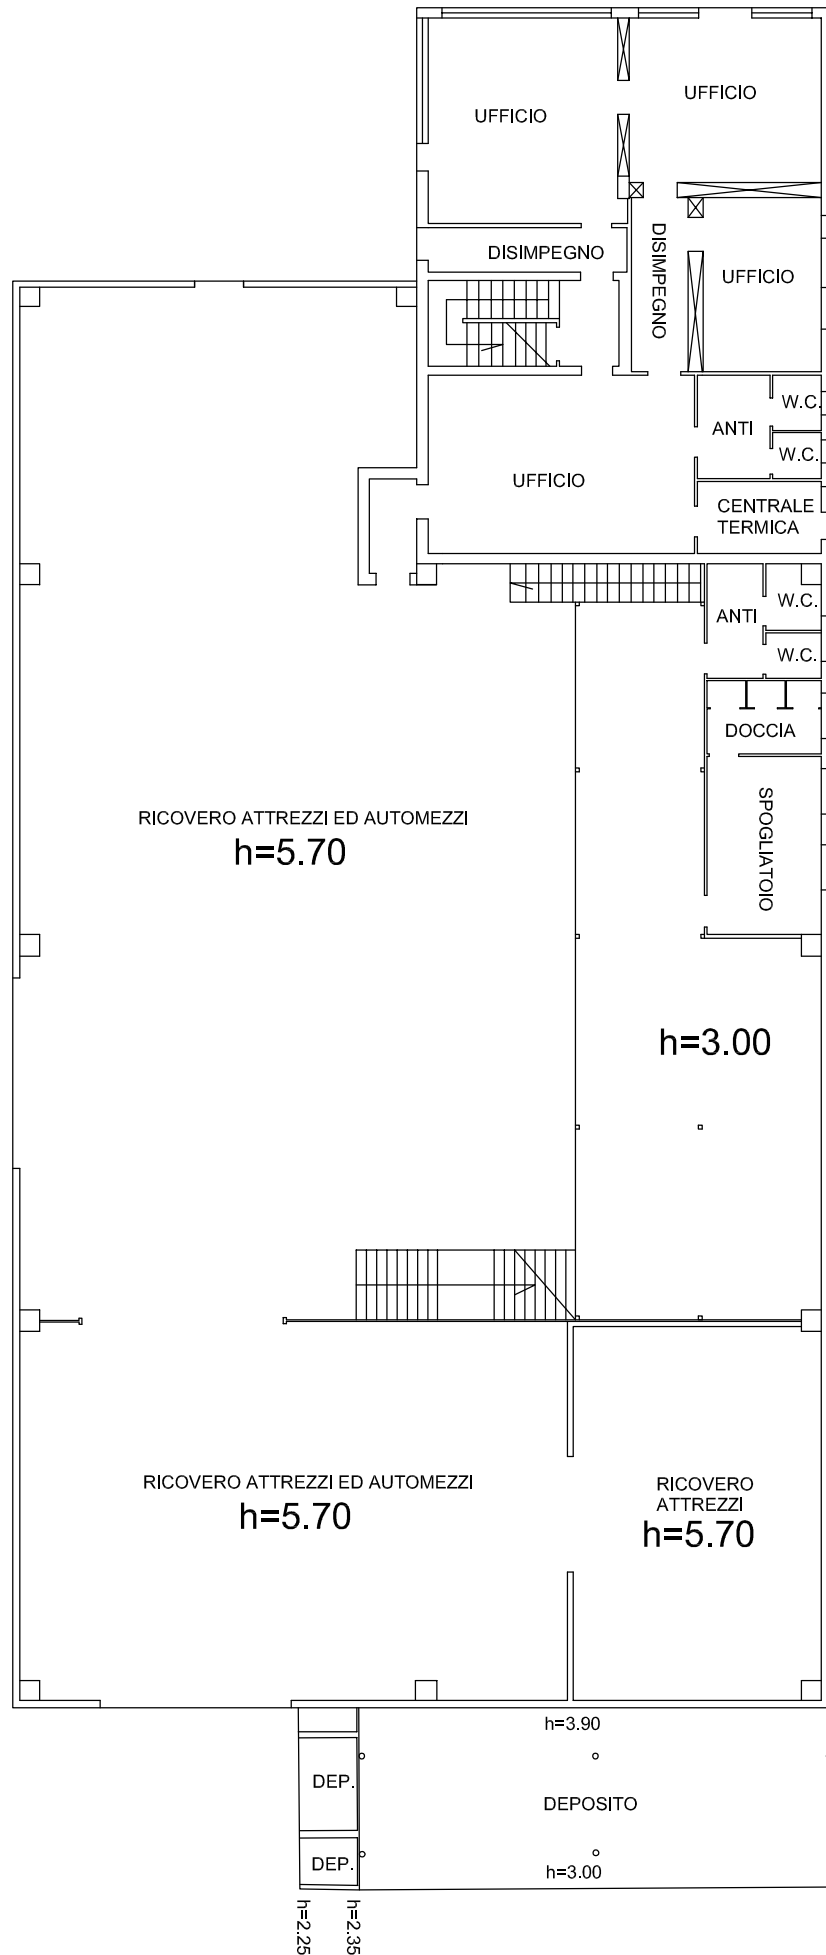 UFFICIO
UFFICIO
DISIMPEGNO
DISIMPEGNO
UFFICIO
W.C.
ANTI
W.C.
UFFICIO
CENTRALE
TERMICA
W.C.
ANTI
W.C.
DOCCIA
SPOGLIATOIO
RICOVERO ATTREZZI ED AUTOMEZZI
h=5.70
h=3.00
RICOVERO ATTREZZI ED AUTOMEZZI
h=5.70
RICOVERO
ATTREZZI
h=5.70
h=3.90
DEP.
DEPOSITO
DEP.
h=3.00
h=2.25
h=2.35